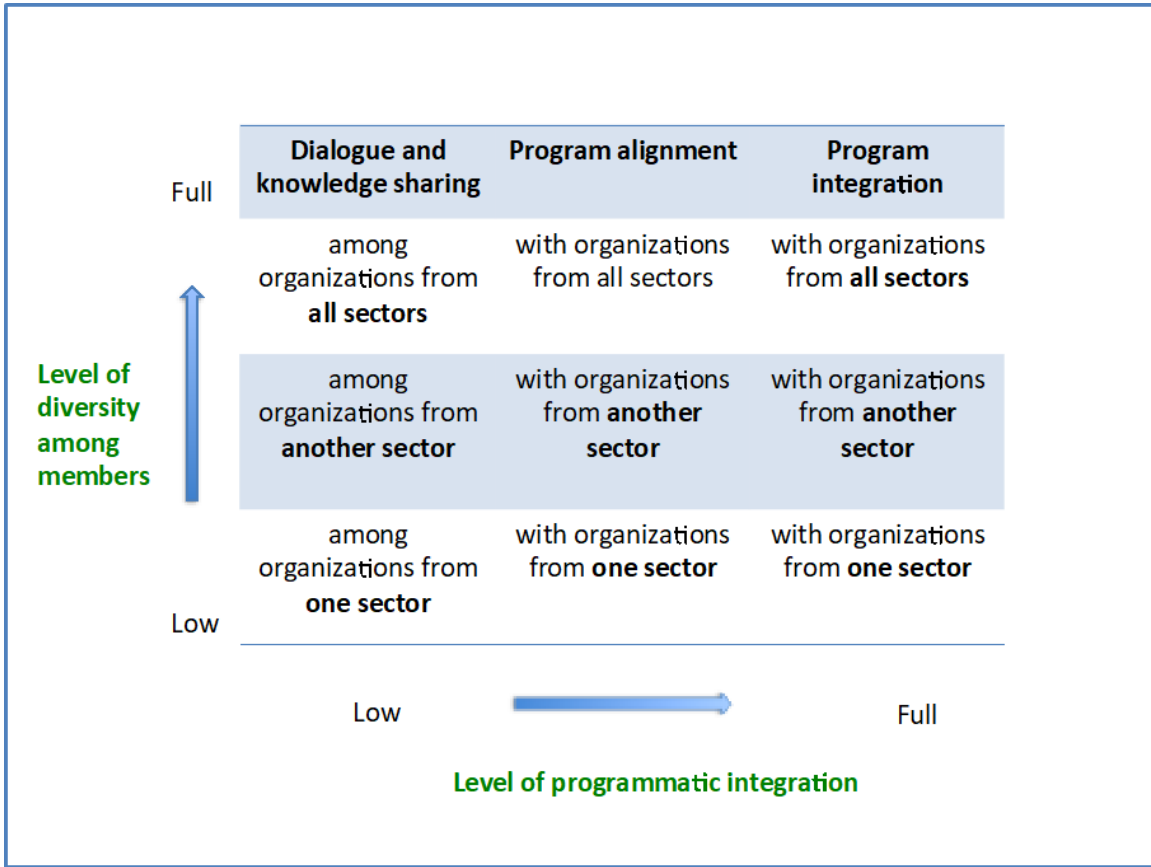 Dialogue and
knowledge sharing
Program alignment
Program
integration
Full
among
organizations from
all sectors
with organizations
from all sectors
with organizations
from all sectors
Level of
diversity
among
members
among
organizations from
another sector
with organizations
from another
sector
with organizations
from another
sector
among
organizations from
one sector
with organizations
from one sector
with organizations
from one sector
Low
Low
Full
Level of programmatic integration